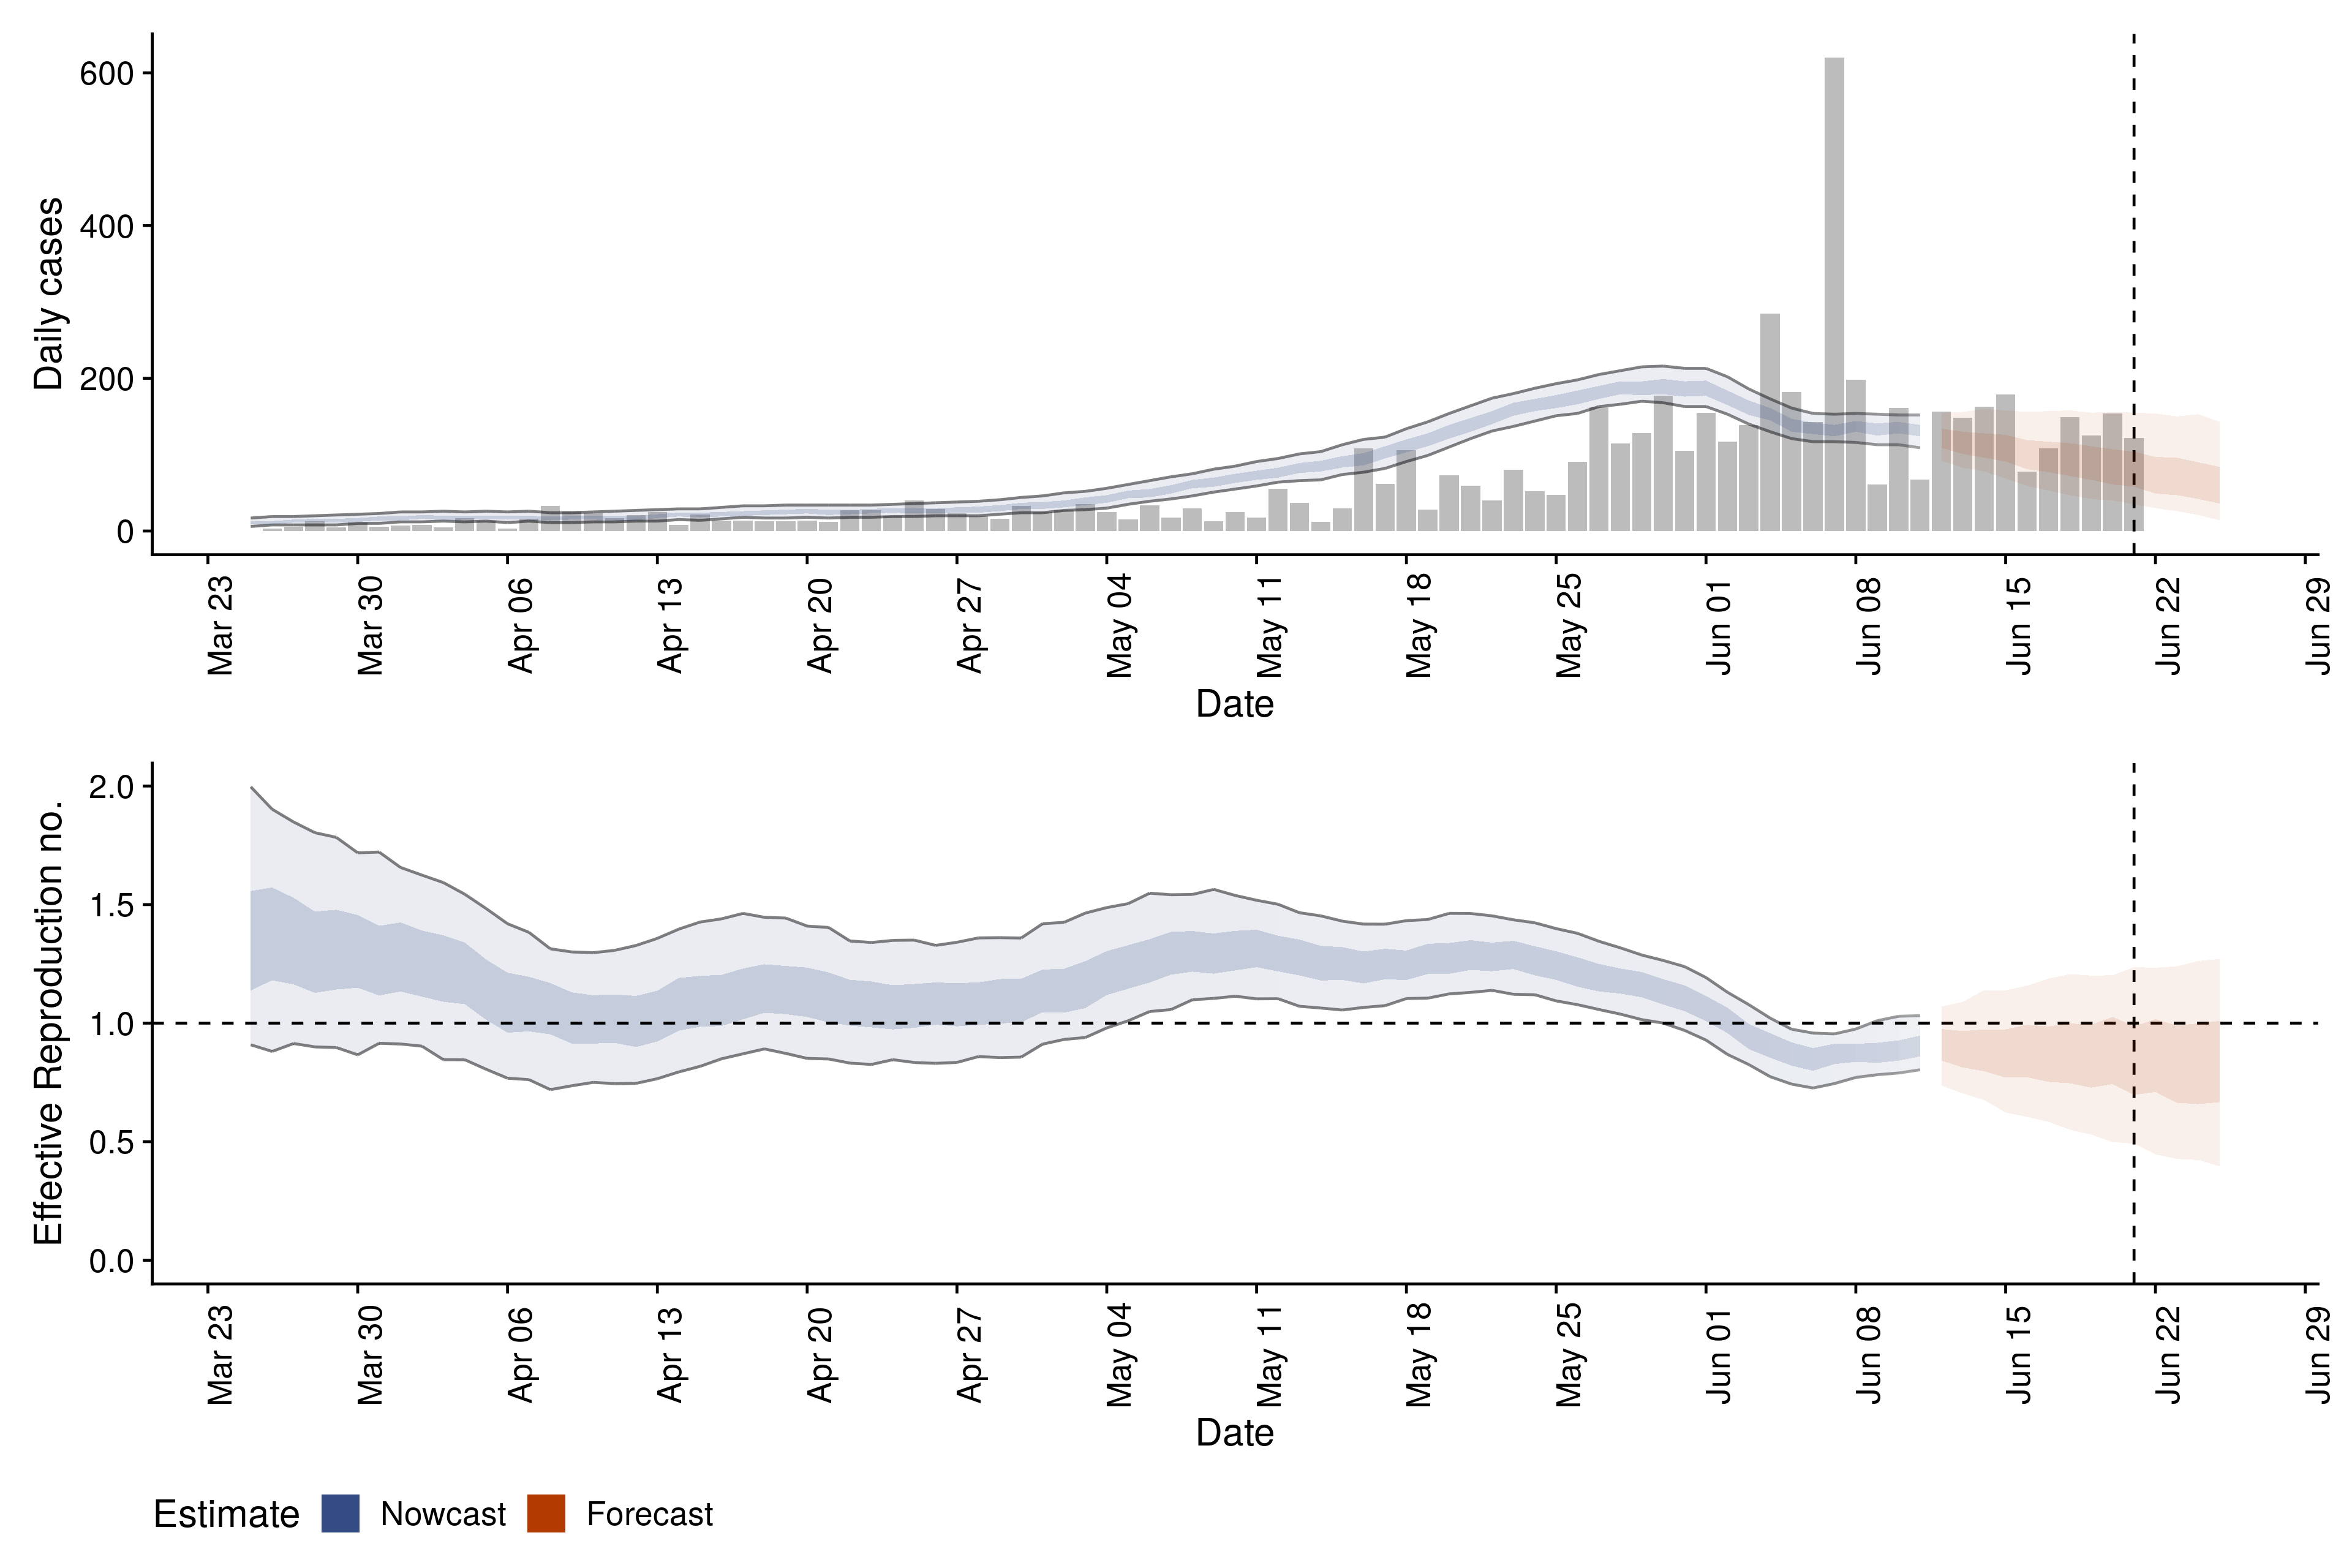 Daily cases
600
400
200
0
Mar 23
Mar 30
Apr 06
Apr 13
Apr 20
Apr 27
May 04
May 11
May 18
May 25
Jun 01
Jun 08
Jun 15
Jun 22
Jun 29
Date
Effective Reproduction no.
2.0
1.5
1.0
0.5
0.0
Mar 23
Mar 30
Apr 06
Apr 13
Apr 20
Apr 27
May 04
May 11
May 18
May 25
Jun 01
Jun 08
Jun 15
Jun 22
Jun 29
Date
Estimate Nowcast Forecast